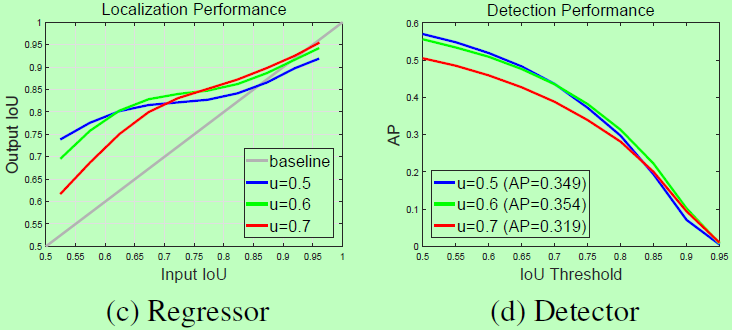 Localization Performance
Output IoU
1
0.95
0.9
0.85
0.8
0.75
0.7
0.65
0.6
0.55
0.5
baseline
u=0.5
u=0.6
u=0.7
0.5 0.55 0.6 0.65 0.7 0.75 0.8 0.85 0.9 0.95 1
Input IoU
(c) Regressor
Detection Performance
AP
0.6
0.5
0.4
0.3
0.2
0.1
0
u=0.5 (AP=0.349)
u=0.6 (AP=0.354)
u=0.7 (AP=0.319)
0.5 0.55 0.6 0.65 0.7 0.75 0.8 0.85 0.9 0.95
IoU Threshold
(d) Detector